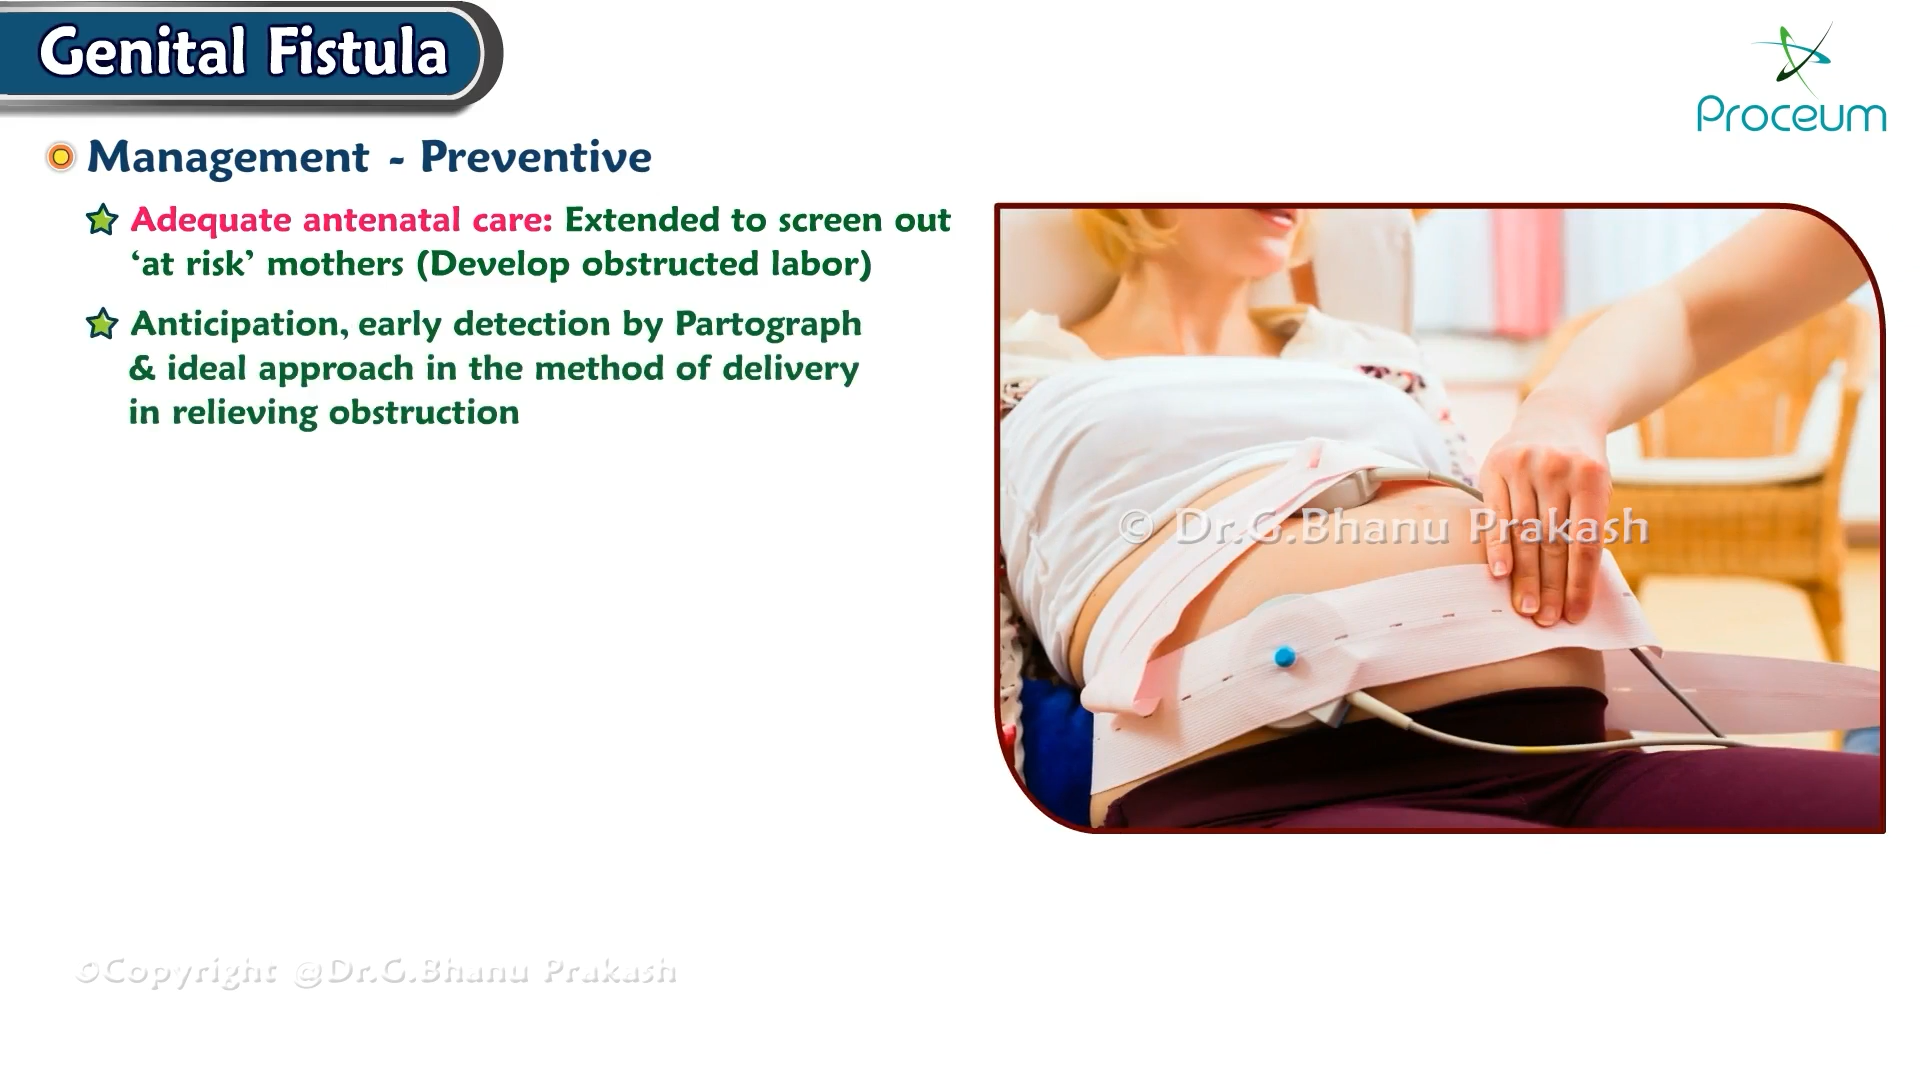 Genital Fistula
Proceum
Management - Preventive
Adequate antenatal care: Extended to screen out
‘at risk’ mothers (Develop obstructed labor)
Anticipation, early detection by Partograph
& ideal approach in the method of delivery
in relieving obstruction
© Dr.G.Bhanu Prakash
©Copyright @Dr.G.Bhanu Prakash